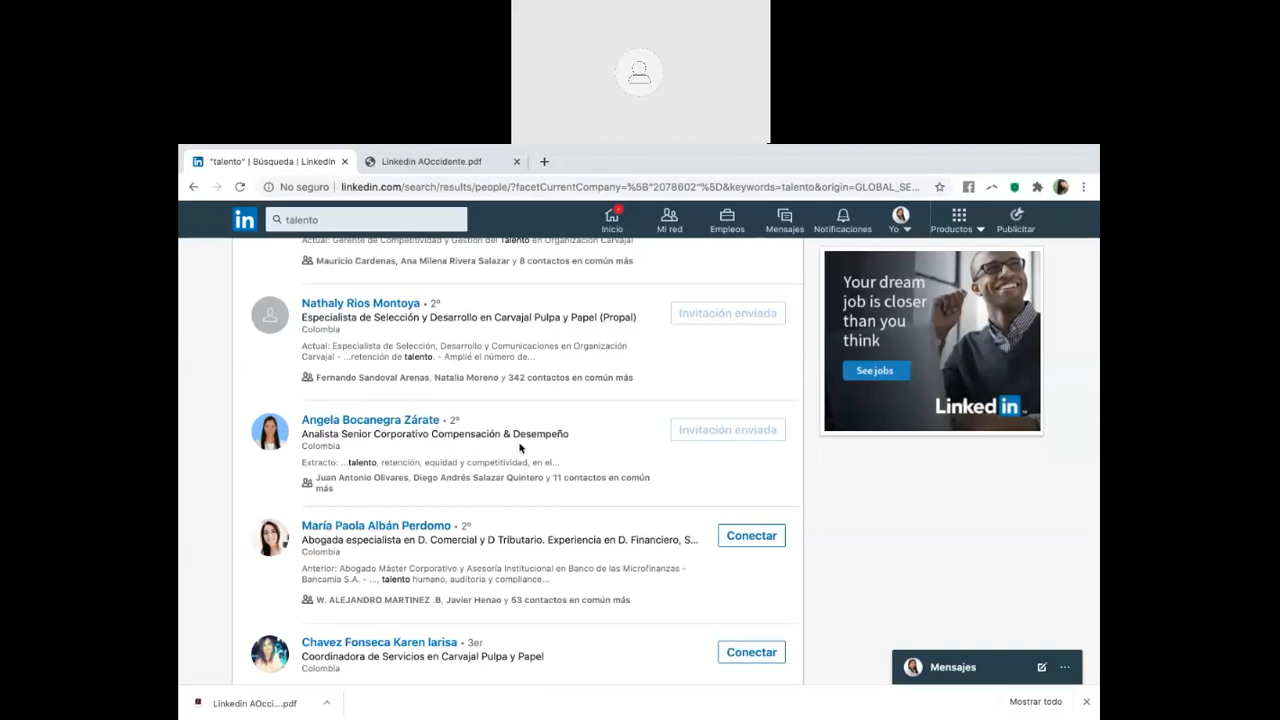 "talento" | Búsqueda | LinkedIn
Linkedin AOccidente.pdf
No seguro
linkedin.com/search/results/people/?facetCurrentCompany=%5B"2078602"%5D&keywords=talento&origin=GLOBAL_SE...
in
talento
Inicio
Mi red
Empleos
Mensajes
Notificaciones
Yo
Productos
Publicitar
Actual: Gerente de Competitividad y Gestión del Talento en Organización Carvajal
Mauricio Cardenas, Ana Milena Rivera Salazar y 8 contactos en común más
Nathaly Rios Montoya • 2º
Especialista de Selección y Desarrollo en Carvajal Pulpa y Papel (Propal)
Colombia
Actual: Especialista de Selección, Desarrollo y Comunicaciones en Organización
Carvajal - ...retención de talento. - Amplié el número de...
Fernando Sandoval Arenas, Natalia Moreno y 342 contactos en común más
Invitación enviada
Angela Bocanegra Zárate • 2º
Analista Senior Corporativo Compensación & Desempeño
Colombia
Extracto: ...talento, retención, equidad y competitividad, en el...
Juan Antonio Olivares, Diego Andrés Salazar Quintero y 11 contactos en común
más
Invitación enviada
María Paola Albán Perdomo • 2º
Abogada especialista en D. Comercial y D Tributario. Experiencia en D. Financiero, S...
Colombia
Anterior: Abogado Máster Corporativo y Asesoría Institucional en Banco de las Microfinanzas -
Bancamia S.A. - ..., talento humano, auditoria y compliance...
W. ALEJANDRO MARTINEZ .B, Javier Henao y 53 contactos en común más
Conectar
Chavez Fonseca Karen larisa • 3er
Coordinadora de Servicios en Carvajal Pulpa y Papel
Colombia
Conectar
Your dream
job is closer
than you
think
See jobs
Linked in
Mensajes
Linkedin AOcci....pdf
Mostrar todo